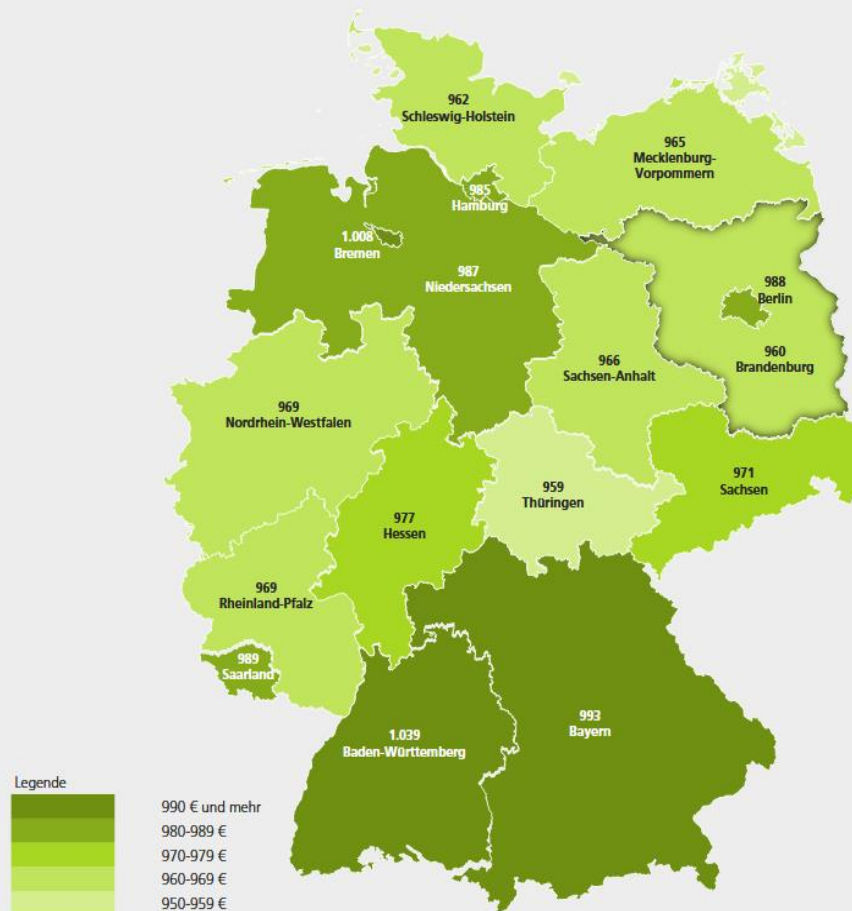 962
Schleswig-Holstein
965
Mecklenburg-
Vorpommern
985
Hamburg
1.008
Bremen
987
Niedersachsen
988
Berlin
960
Brandenburg
966
Sachsen-Anhalt
969
Nordrhein-Westfalen
971
Sachsen
959
Thüringen
977
Hessen
969
Rheinland-Pfalz
989
Saarland
993
Bayern
1.039
Baden-Württemberg
Legende
990 € und mehr
980-989 €
970-979 €
960-969 €
950-959 €